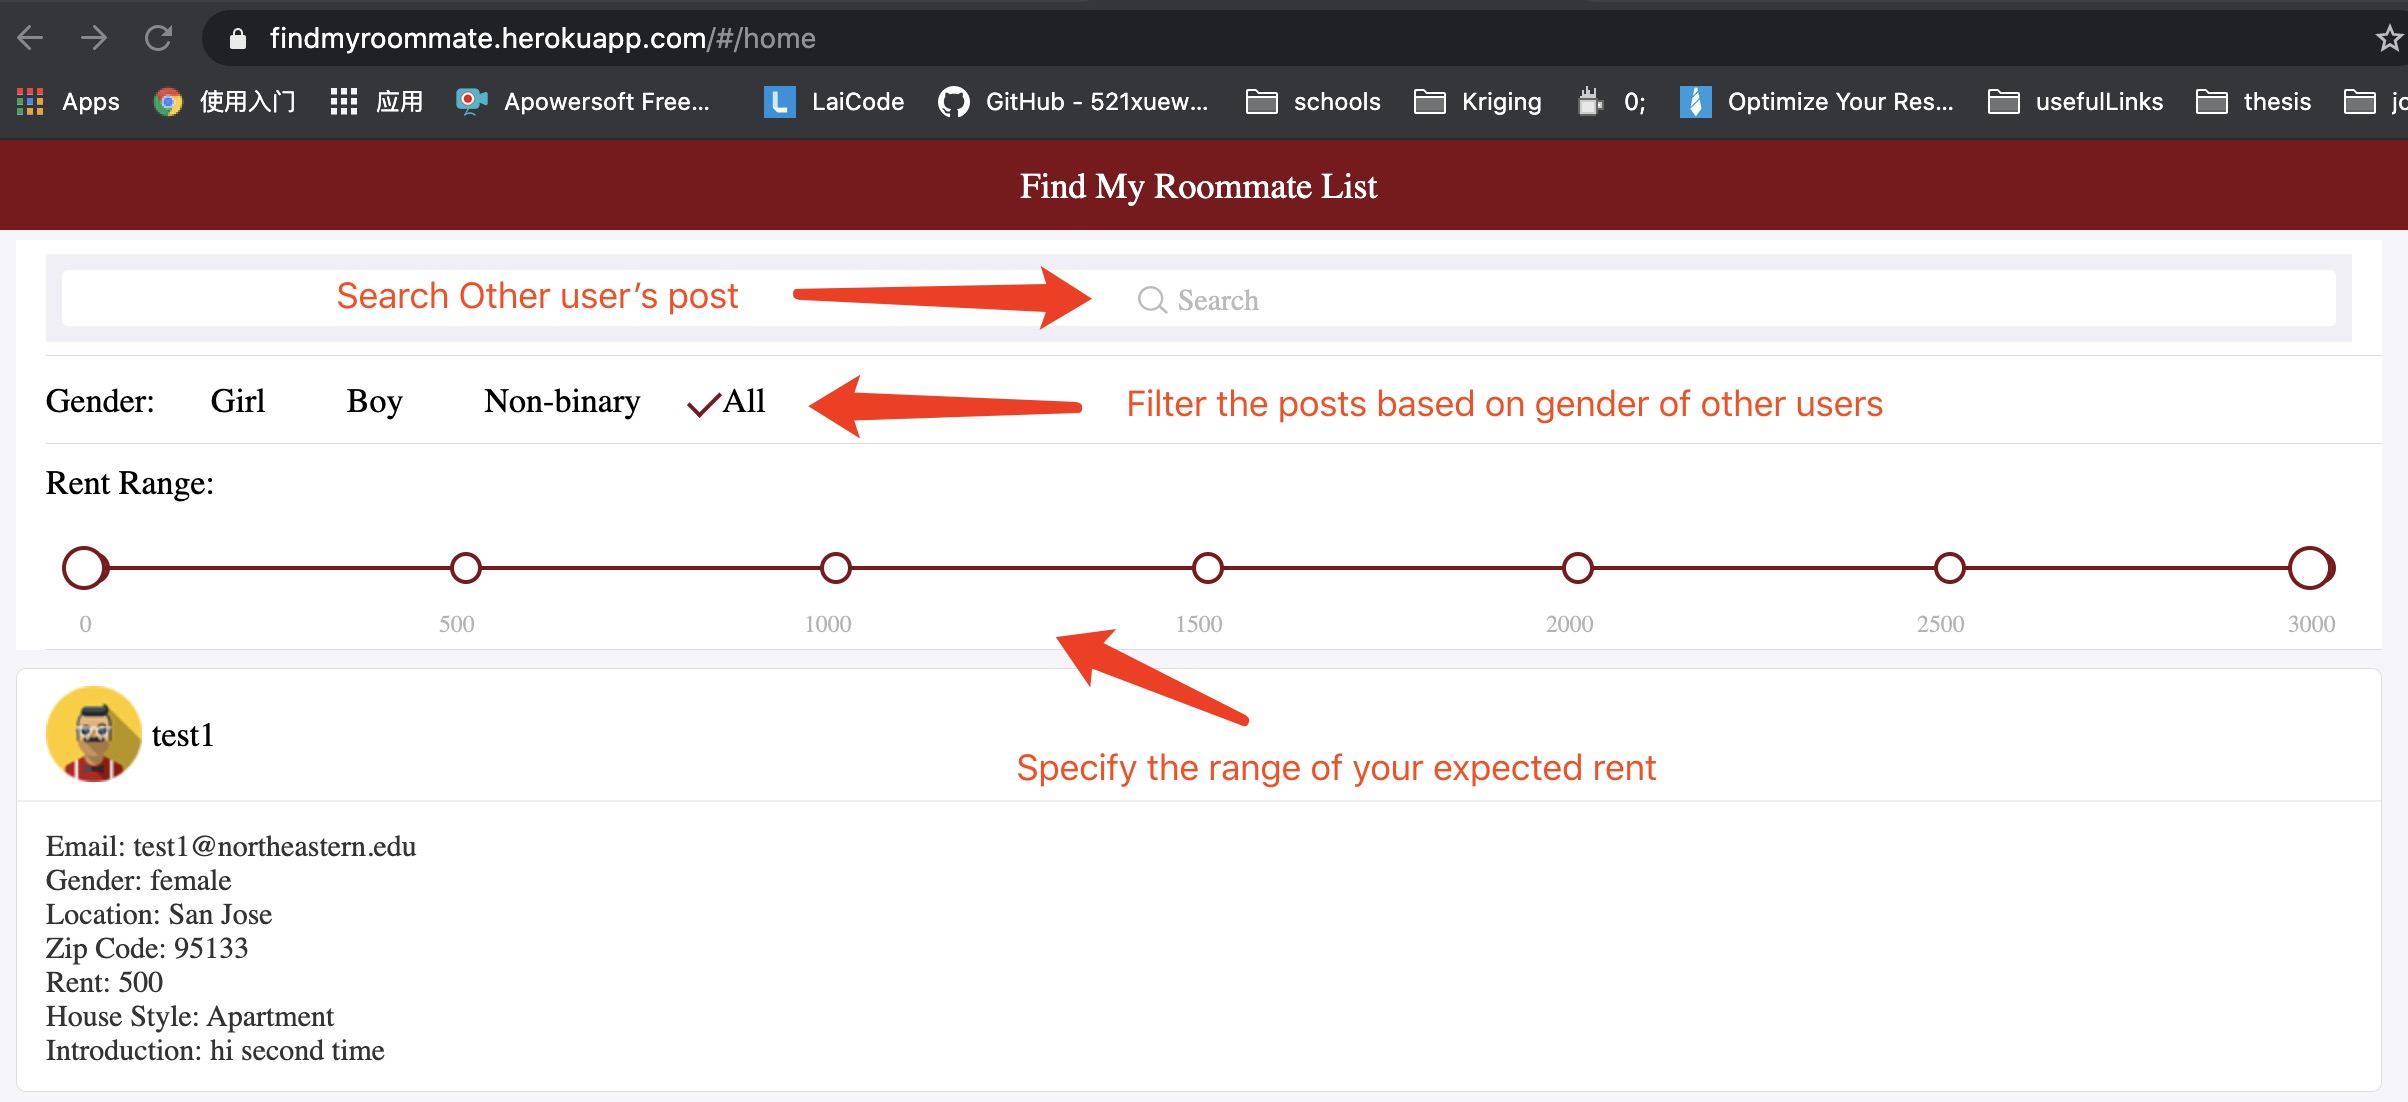 findmyroommate.herokuapp.com/#/home
Apps 使用入门 应用 Apowersoft Free... LaiCode GitHub - 521xuew... schools Kriging 0; Optimize Your Res... usefulLinks thesis
Find My Roommate List
Search Other user's post Search
Gender: Girl Boy Non-binary All Filter the posts based on gender of other users
Rent Range:
0 500 1000 1500 2000 2500 3000
test1
Specify the range of your expected rent
Email: test1@northeastern.edu
Gender: female
Location: San Jose
Zip Code: 95133
Rent: 500
House Style: Apartment
Introduction: hi second time